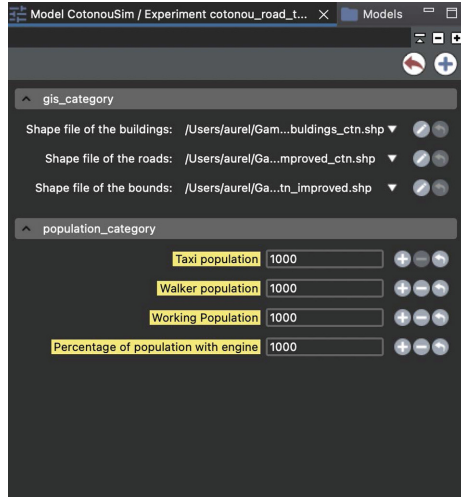 Model CotonouSim / Experiment cotonou_road_t... Models
gis_category
Shape file of the buildings: /Users/aurel/Gam...buldings_ctn.shp
Shape file of the roads: /Users/aurel/Ga...mproved_ctn.shp
Shape file of the bounds: /Users/aurel/Ga...tn_improved.shp
population_category
Taxi population 1000
Walker population 1000
Working Population 1000
Percentage of population with engine 1000